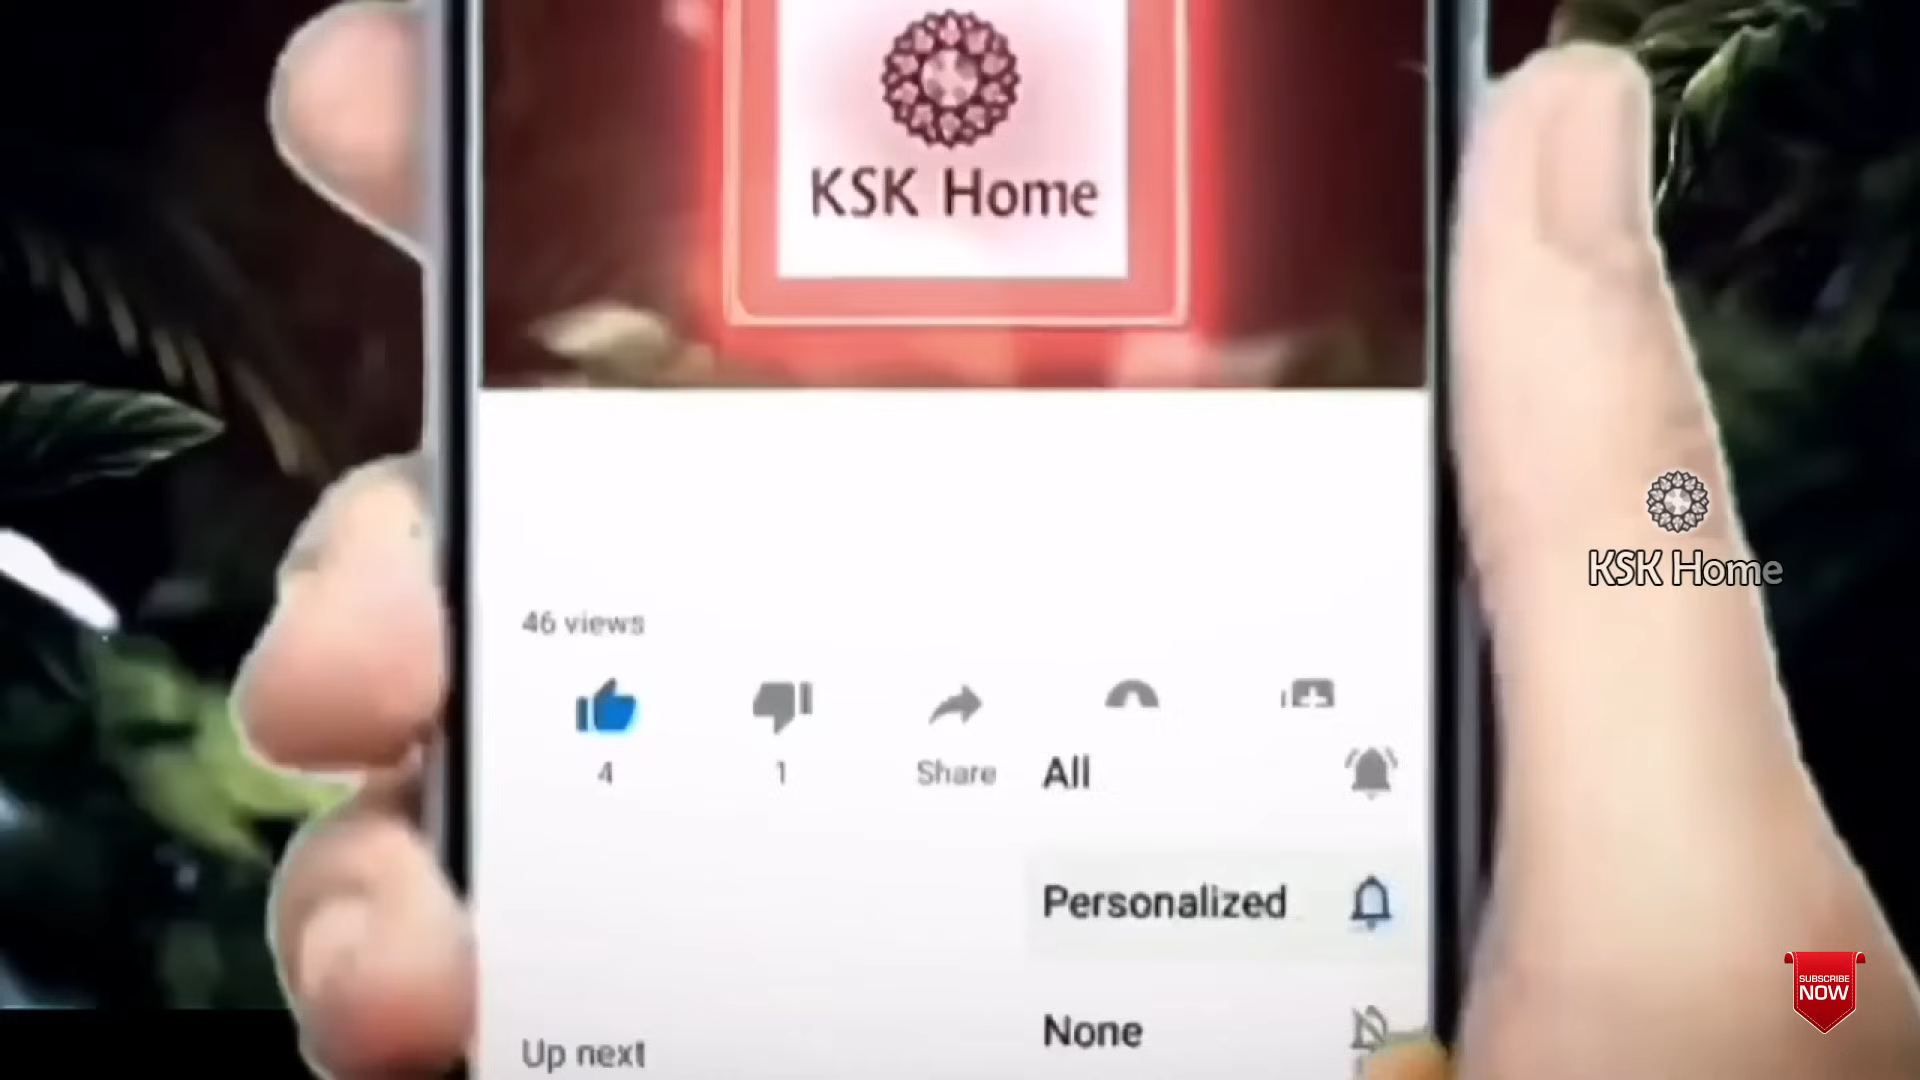 KSK Home
46 views
4
1
Share
All
Personalized
None
Up next
KSK Home
SUBSCRIBE
NOW